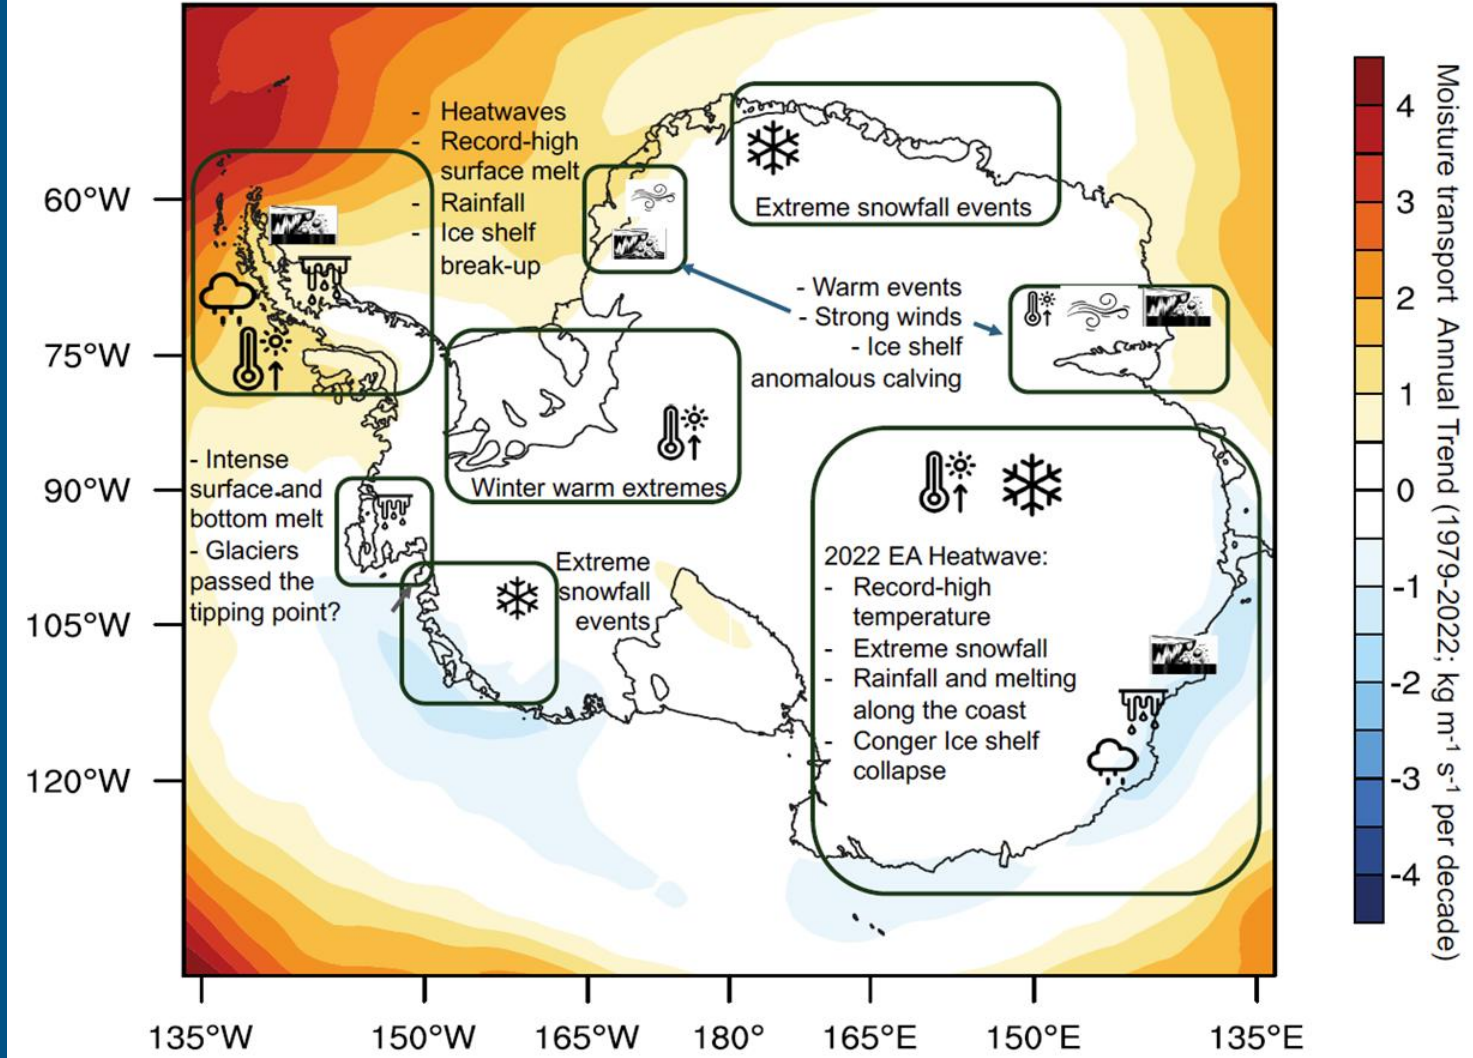 - Heatwaves
- Record-high
surface melt
- Rainfall
- Ice shelf
break-up
Extreme snowfall events
- Warm events
- Strong winds
- Ice shelf
anomalous calving
Winter warm extremes
- Intense
surface and
bottom melt
- Glaciers
passed the
tipping point?
Extreme
snowfall
events
2022 EA Heatwave:
- Record-high
temperature
- Extreme snowfall
- Rainfall and melting
along the coast
- Conger Ice shelf
collapse
60°W
75°W
90°W
105°W
120°W
135°W
150°W
165°W
180°
165°E
150°E
135°E
4
3
2
1
0
-1
-2
-3
-4
Moisture transport Annual Trend (1979-2022; kg m-1 s-1 per decade)